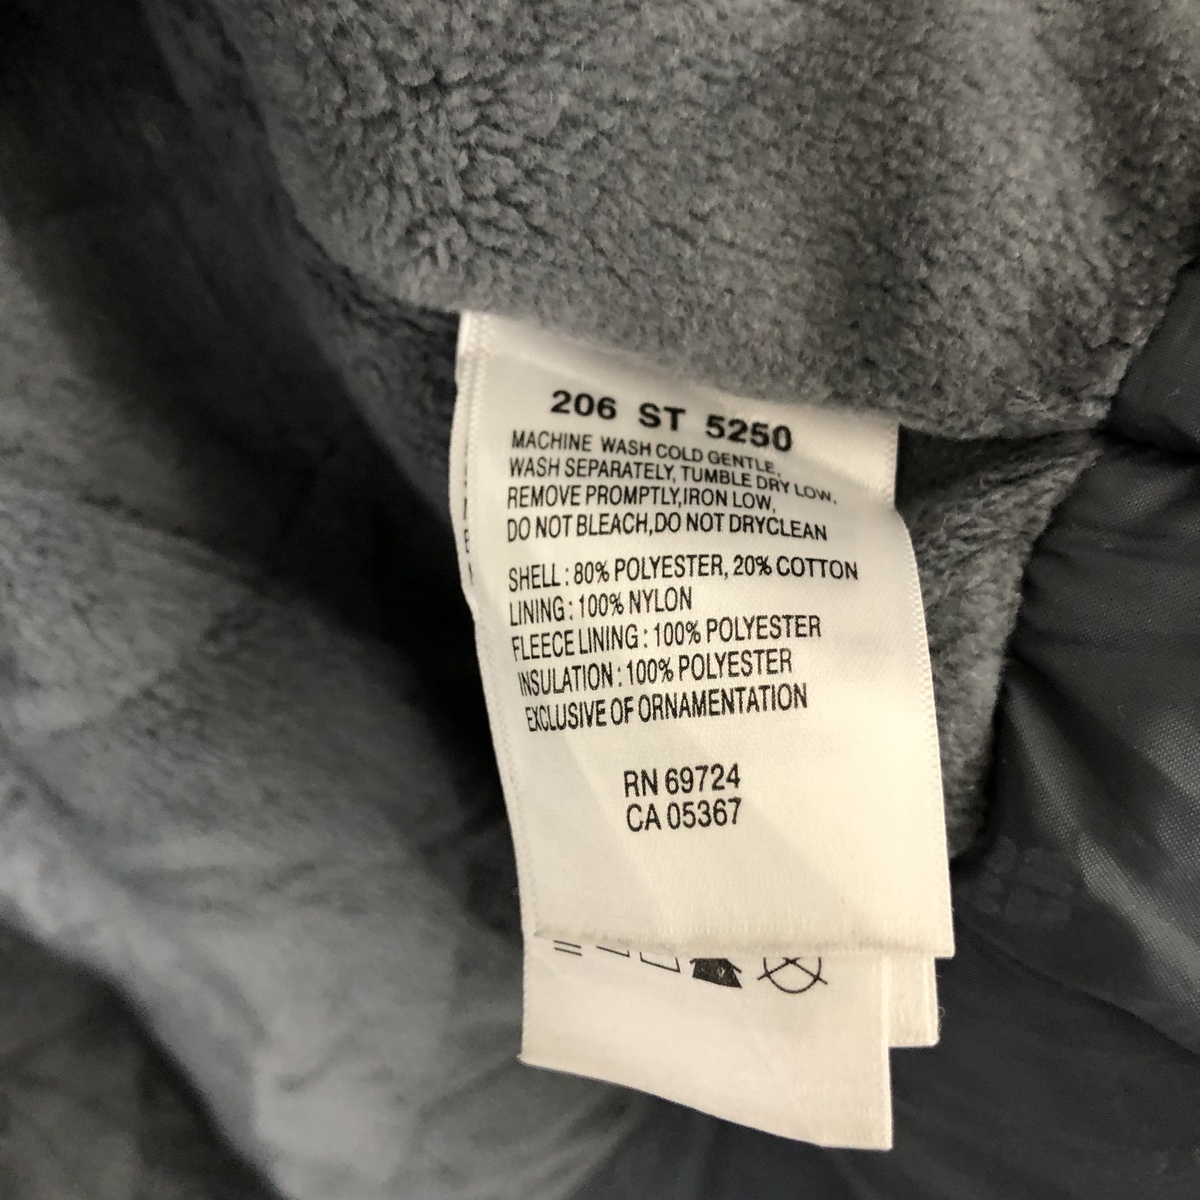 206 ST 5250
MACHINE WASH COLD GENTLE,
WASH SEPARATELY, TUMBLE DRY LOW.
REMOVE PROMPTLY,IRON LOW,
DO NOT BLEACH,DO NOT DRYCLEAN
SHELL : 80% POLYESTER, 20% COTTON
LINING : 100% NYLON
FLEECE LINING : 100% POLYESTER
INSULATION : 100% POLYESTER
EXCLUSIVE OF ORNAMENTATION
RN 69724
CA 05367